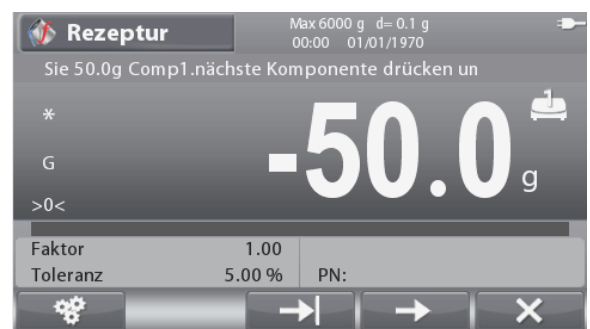 Rezeptur
Max 6000 g d= 0.1 g
00:00 01/01/1970
Sie 50.0g Comp1.nächste Komponente drücken un
1
*
-50.0 g
G
>0<
Faktor 1.00
Toleranz 5.00 % PN: